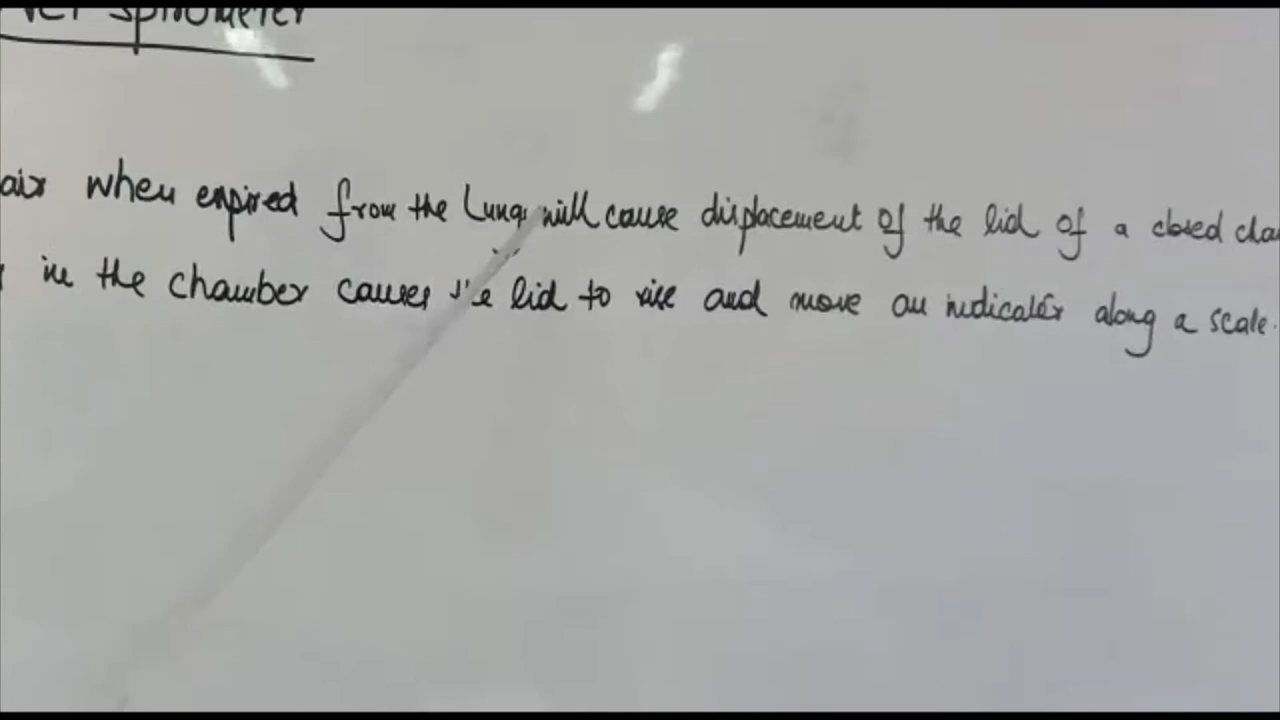 Spirometer
air when expired from the Lungs will cause displacement of the lid of a closed
in the chamber causes the lid to rise and move an indicator along a scale.